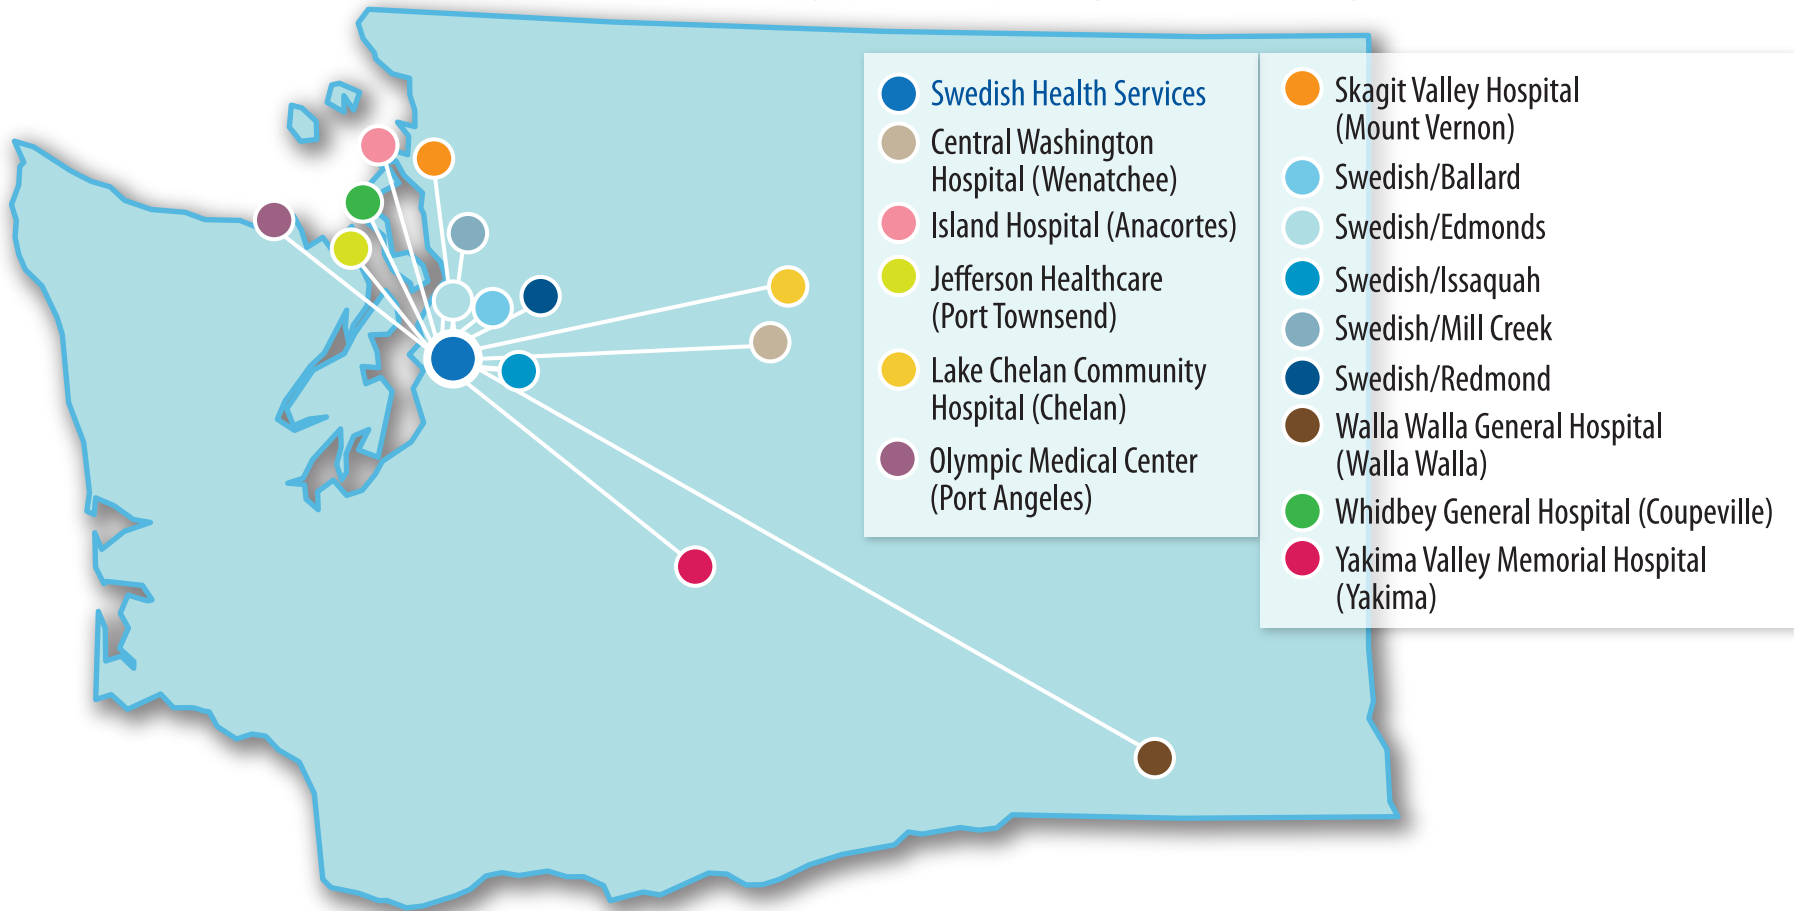 Swedish Health Services
Central Washington
Hospital (Wenatchee)
Island Hospital (Anacortes)
Jefferson Healthcare
(Port Townsend)
Lake Chelan Community
Hospital (Chelan)
Olympic Medical Center
(Port Angeles)
Skagit Valley Hospital
(Mount Vernon)
Swedish/Ballard
Swedish/Edmonds
Swedish/Issaquah
Swedish/Mill Creek
Swedish/Redmond
Walla Walla General Hospital
(Walla Walla)
Whidbey General Hospital (Coupeville)
Yakima Valley Memorial Hospital
(Yakima)